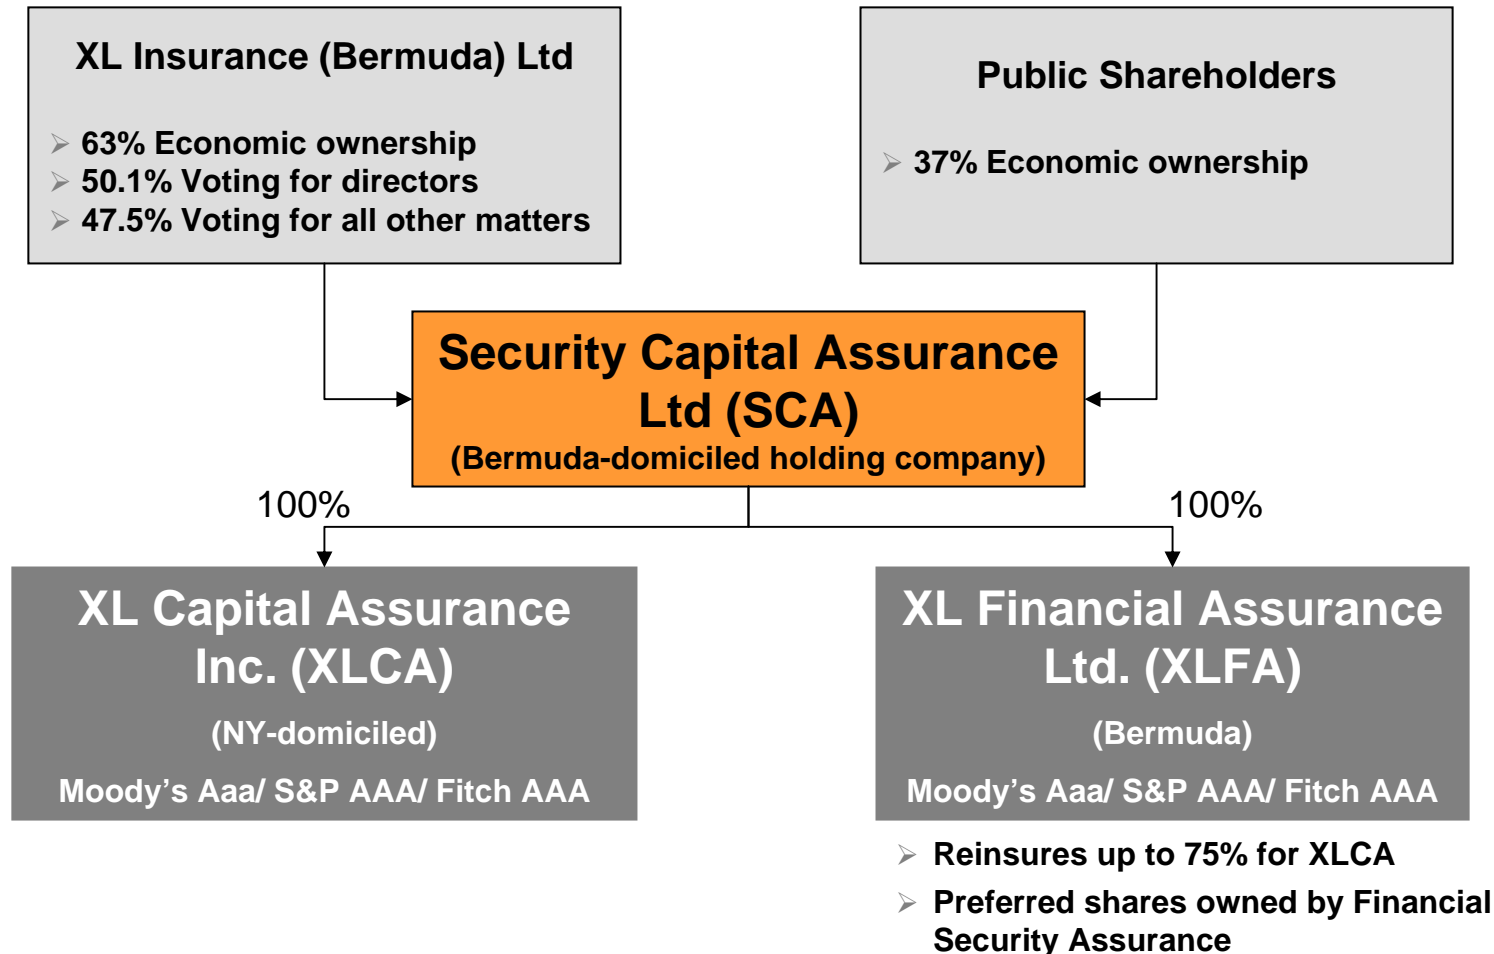 XL Insurance (Bermuda) Ltd
➢ 63% Economic ownership
➢ 50.1% Voting for directors
➢ 47.5% Voting for all other matters
Public Shareholders
➢ 37% Economic ownership
Security Capital Assurance
Ltd (SCA)
(Bermuda-domiciled holding company)
100%
100%
XL Capital Assurance
Inc. (XLCA)
(NY-domiciled)
Moody’s Aaa/ S&P AAA/ Fitch AAA
XL Financial Assurance
Ltd. (XLFA)
(Bermuda)
Moody’s Aaa/ S&P AAA/ Fitch AAA
➢ Reinsures up to 75% for XLCA
➢ Preferred shares owned by Financial
Security Assurance